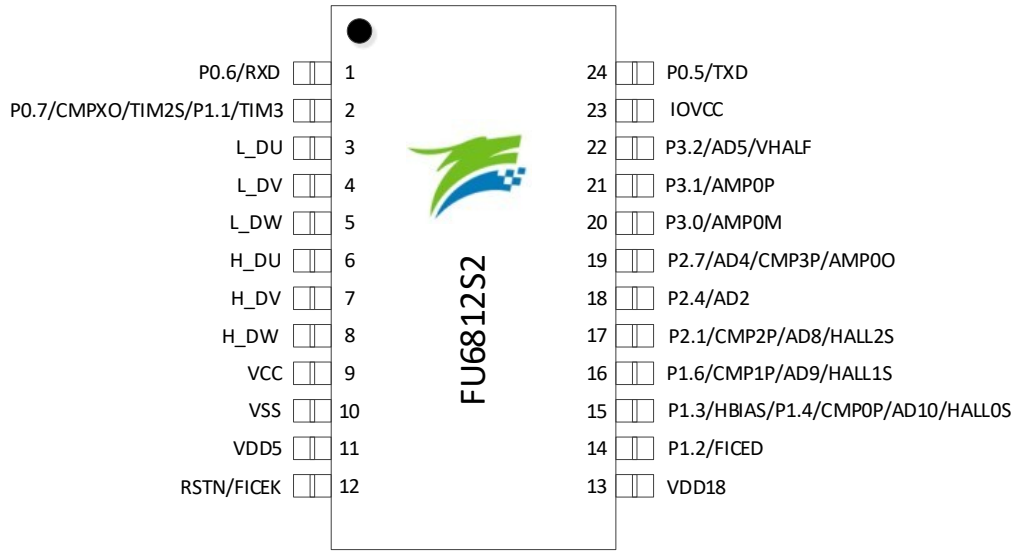 P0.6/RXD 1 24 P0.5/TXD
P0.7/CMPXO/TIM2S/P1.1/TIM3 2 23 IOVCC
L_DU 3 22 P3.2/AD5/VHALF
L_DV 4 21 P3.1/AMP0P
L_DW 5 20 P3.0/AMP0M
H_DU 6 19 P2.7/AD4/CMP3P/AMP0O
H_DV 7 18 P2.4/AD2
H_DW 8 17 P2.1/CMP2P/AD8/HALL2S
VCC 9 16 P1.6/CMP1P/AD9/HALL1S
VSS 10 15 P1.3/HBIAS/P1.4/CMP0P/AD10/HALL0S
VDD5 11 14 P1.2/FICED
RSTN/FICEK 12 13 VDD18
FU6812S2